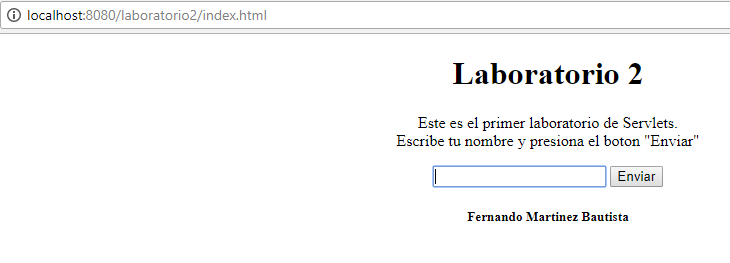 localhost:8080/laboratorio2/index.html
Laboratorio 2
Este es el primer laboratorio de Servlets.
Escribe tu nombre y presiona el boton "Enviar"
Enviar
Fernando Martinez Bautista